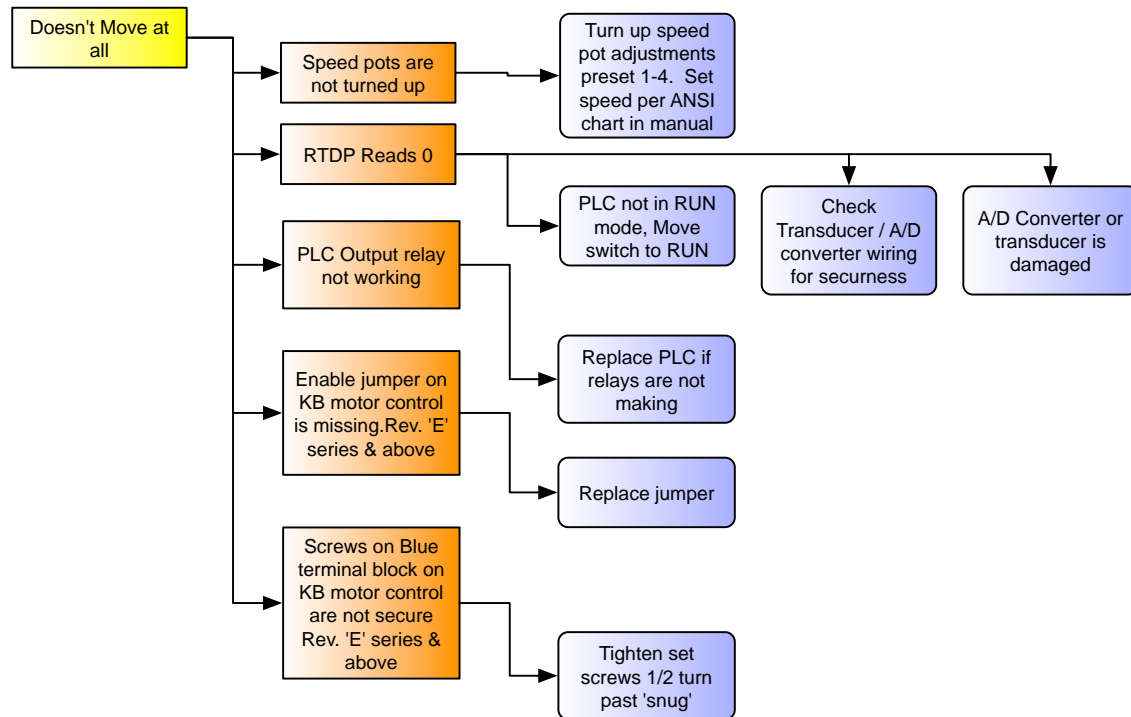 Doesn't Move at
all
Speed pots are
not turned up
Turn up speed
pot adjustments
preset 1-4.  Set
speed per ANSI
chart in manual
RTDP Reads 0
PLC not in RUN
mode, Move
switch to RUN
Check
Transducer / A/D
converter wiring
for securness
A/D Converter or
transducer is
damaged
PLC Output relay
not working
Replace PLC if
relays are not
making
Enable jumper on
KB motor control
is missing.Rev. 'E'
series & above
Replace jumper
Screws on Blue
terminal block on
KB motor control
are not secure
Rev. 'E' series &
above
Tighten set
screws 1/2 turn
past 'snug'